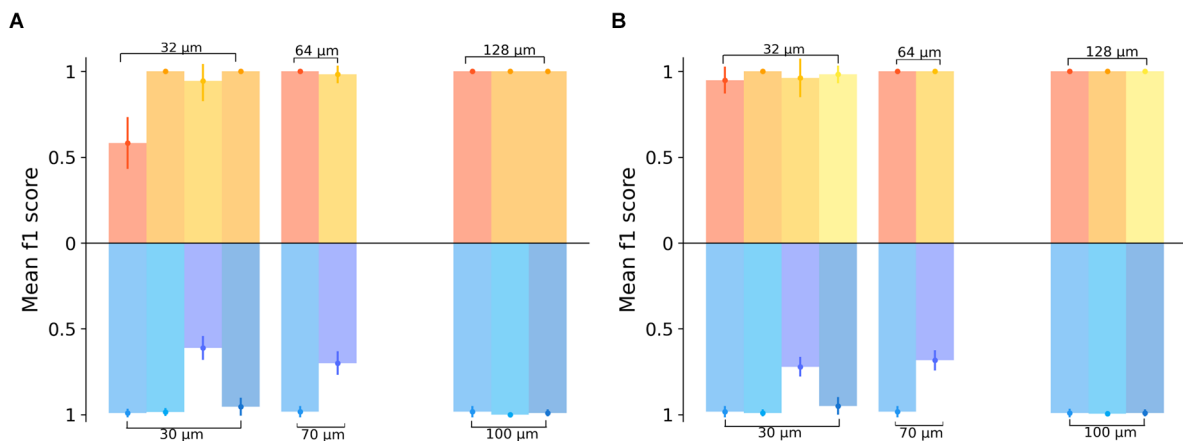 A
32 µm
64 µm
128 µm
1
0.5
0
0.5
1
Mean f1 score
30 µm
70 µm
100 µm
B
32 µm
64 µm
128 µm
1
0.5
0
0.5
1
Mean f1 score
30 µm
70 µm
100 µm